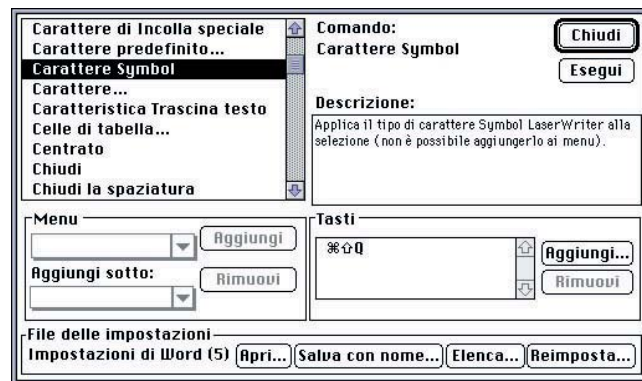 Carattere di Incolla speciale
Carattere predefinito...
Carattere Symbol
Carattere...
Caratteristica Trascina testo
Celle di tabella...
Centrato
Chiudi
Chiudi la spaziatura
Comando:
Carattere Symbol
Chiudi
Esegui
Descrizione:
Applica il tipo di carattere Symbol LaserWriter alla
selezione (non è possibile aggiungerlo ai menu).
Menu
Aggiungi
Aggiungi sotto:
Rimuovi
Tasti
⌘⇧Q
Aggiungi...
Rimuovi
File delle impostazioni
Impostazioni di Word (5) Apri... Salva con nome... Elenca... Reimposta...